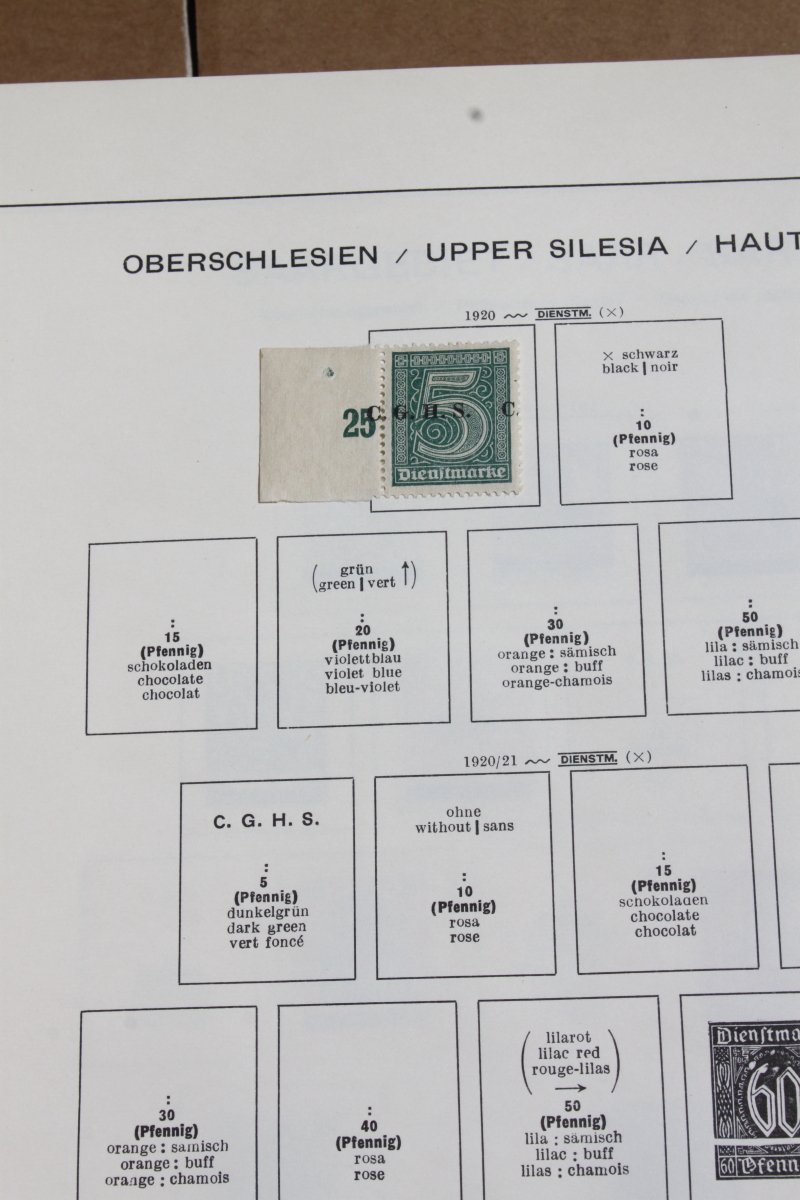 OBERSCHLESIEN / UPPER SILESIA / HAUT
1920 DIENSTM. (×)
25
5
C. G. H. S. C.
Dienstmarke
× schwarz
black | noir
:
10
(Pfennig)
rosa
rose
:
15
(Pfennig)
schokoladen
chocolate
chocolat
(grün
green | vert ↑)
:
20
(Pfennig)
violettblau
violet blue
bleu-violet
:
30
(Pfennig)
orange : sämisch
orange : buff
orange-chamois
:
50
(Pfennig)
lila : sämisch
lilac : buff
lilas : chamois
1920/21 DIENSTM. (×)
C. G. H. S.
:
5
(Pfennig)
dunkelgrün
dark green
vert foncé
ohne
without | sans
:
10
(Pfennig)
rosa
rose
:
15
(Pfennig)
schokoladen
chocolate
chocolat
:
30
(Pfennig)
orange : sämisch
orange : buff
orange : chamois
:
40
(Pfennig)
rosa
rose
(lilarot
lilac red
rouge-lilas)
→
50
(Pfennig)
lila : sämisch
lilac : buff
lilas : chamois
Dienstma
60
60 Pfenn